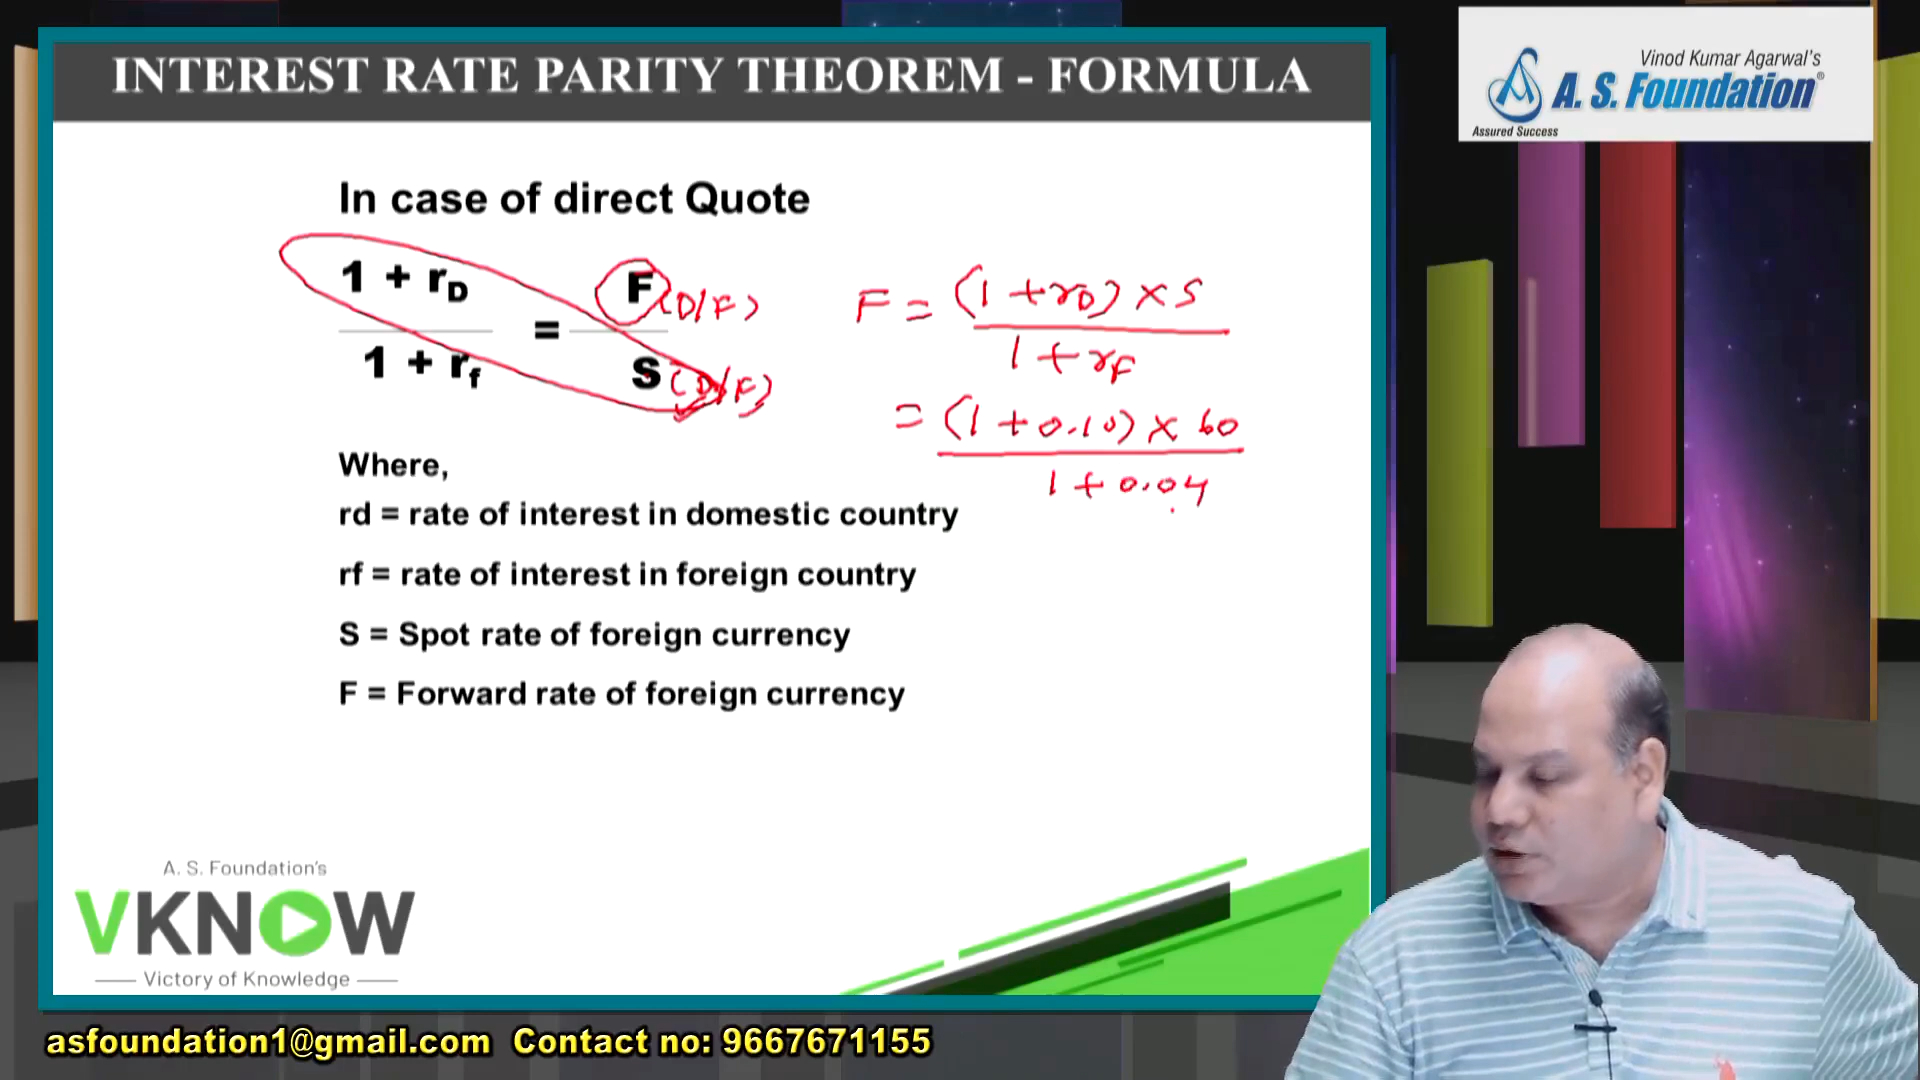 INTEREST RATE PARITY THEOREM - FORMULA
Vinod Kumar Agarwal's
A. S. Foundation®
Assured Success
In case of direct Quote
1 + rD / 1 + rf = F (D/F) / S (D/F)
F = (1 + rD) × S / 1 + rF
= (1 + 0.10) × 60 / 1 + 0.04
Where,
rd = rate of interest in domestic country
rf = rate of interest in foreign country
S = Spot rate of foreign currency
F = Forward rate of foreign currency
A. S. Foundation's
VKNOW
Victory of Knowledge
asfoundation1@gmail.com Contact no: 9667671155